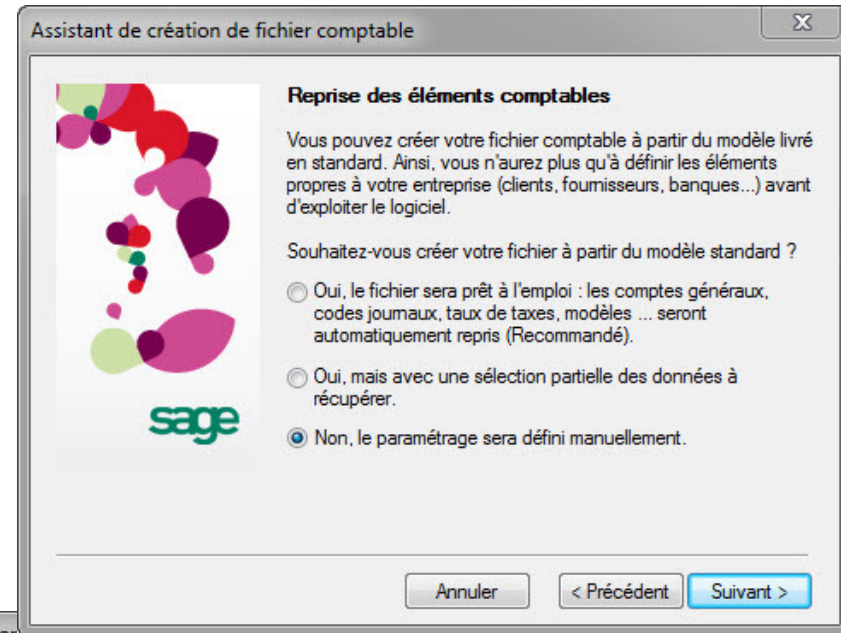 Assistant de création de fichier comptable
Reprise des éléments comptables
Vous pouvez créer votre fichier comptable à partir du modèle livré
en standard. Ainsi, vous n'aurez plus qu'à définir les éléments
propres à votre entreprise (clients, fournisseurs, banques...) avant
d'exploiter le logiciel.
Souhaitez-vous créer votre fichier à partir du modèle standard ?
Oui, le fichier sera prêt à l'emploi : les comptes généraux,
codes journaux, taux de taxes, modèles ... seront
automatiquement repris (Recommandé).
Oui, mais avec une sélection partielle des données à
récupérer.
Non, le paramétrage sera défini manuellement.
sage
Annuler
< Précédent
Suivant >